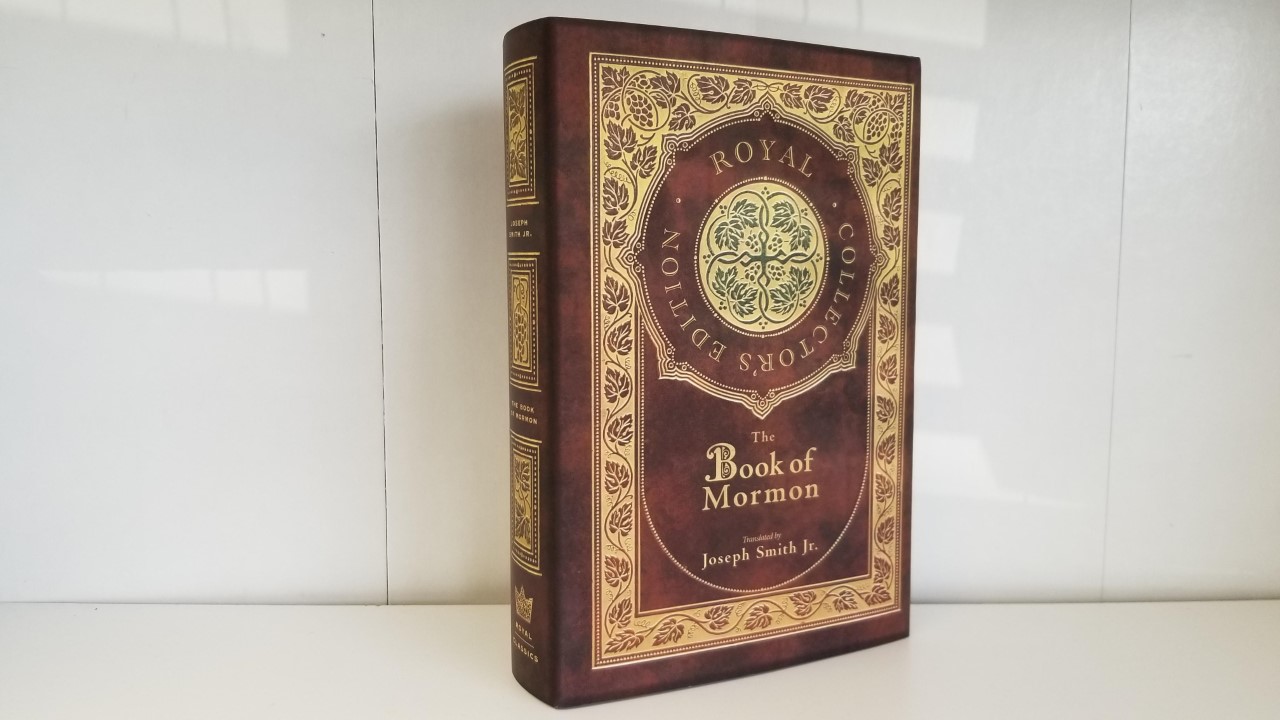 JOSEPH
SMITH JR.
THE BOOK
OF MORMON
ROYAL
CLASSICS
ROYAL COLLECTOR'S EDITION
The
Book of
Mormon
Translated by
Joseph Smith Jr.